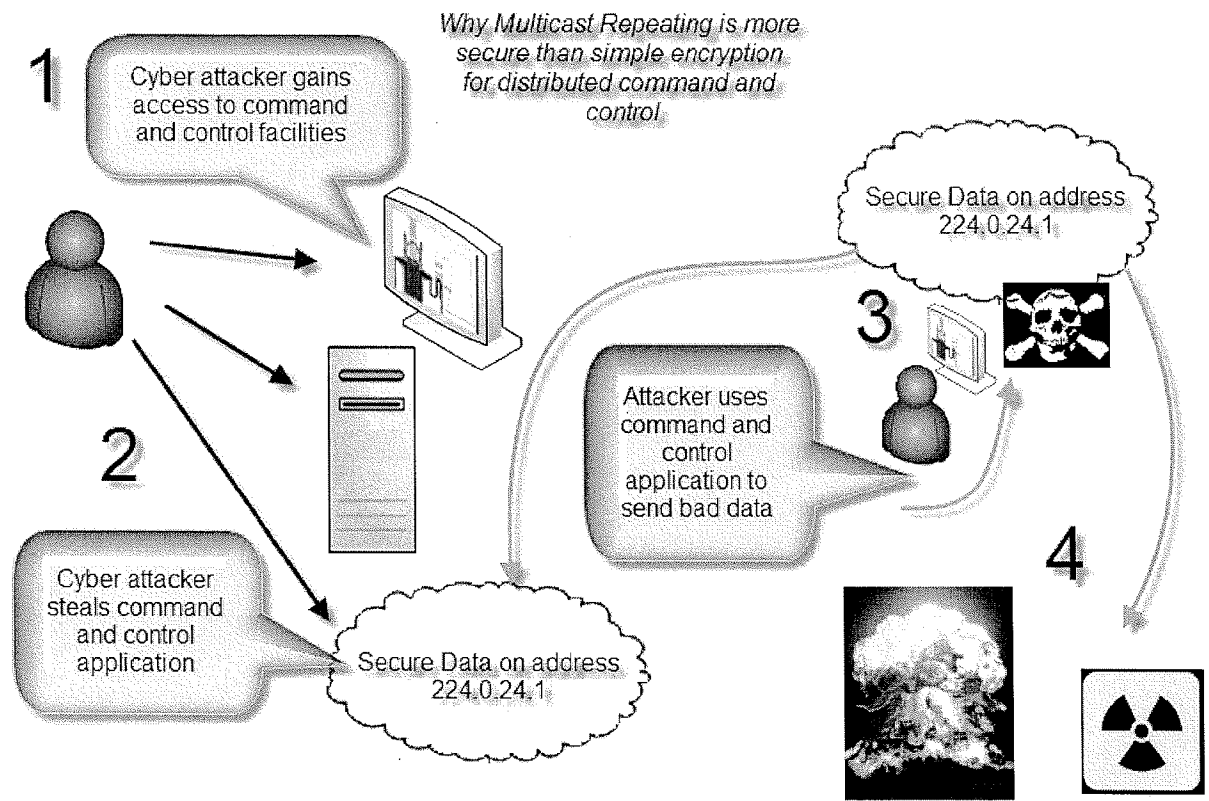 Why Multicast Repeating is more
secure than simple encryption
for distributed command and
control
1
Cyber attacker gains
access to command
and control facilities
2
Cyber attacker
steals command
and control
application
Secure Data on address
224.0.24.1
Secure Data on address
224.0.24.1
3
Attacker uses
command and
control
application to
send bad data
4